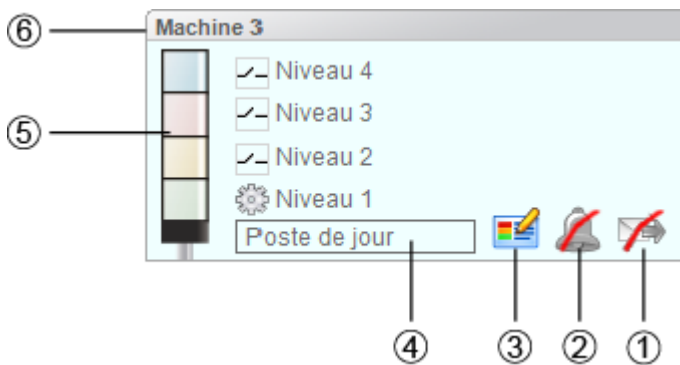 ⑥ Machine 3
Niveau 4
⑤ Niveau 3
Niveau 2
Niveau 1
Poste de jour
④ ③ ② ①